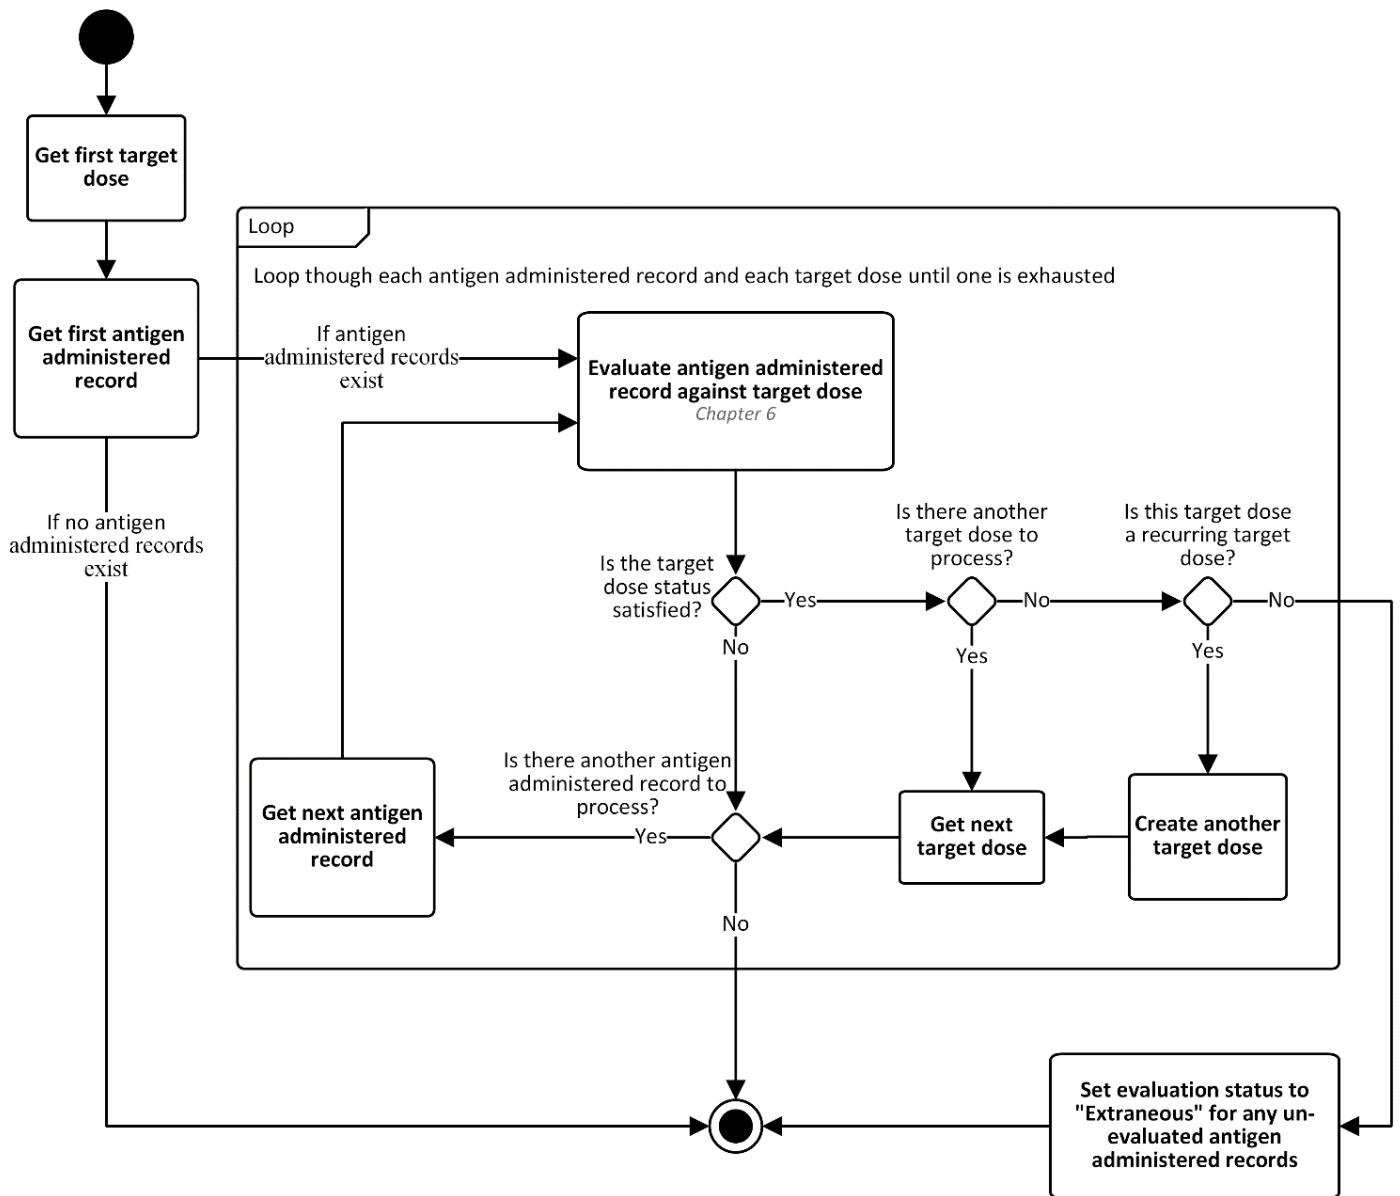 Get first target
dose
Loop
Loop though each antigen administered record and each target dose until one is exhausted
Get first antigen
administered
record
If antigen
administered records
exist
Evaluate antigen administered
record against target dose
Chapter 6
If no antigen
administered records
exist
Is the target
dose status
satisfied?
Yes
No
Is there another
target dose to
process?
No
Yes
Is this target dose
a recurring target
dose?
No
Yes
Is there another antigen
administered record to
process?
Yes
No
Get next antigen
administered
record
Get next
target dose
Create another
target dose
Set evaluation status to
"Extraneous" for any un-
evaluated antigen
administered records